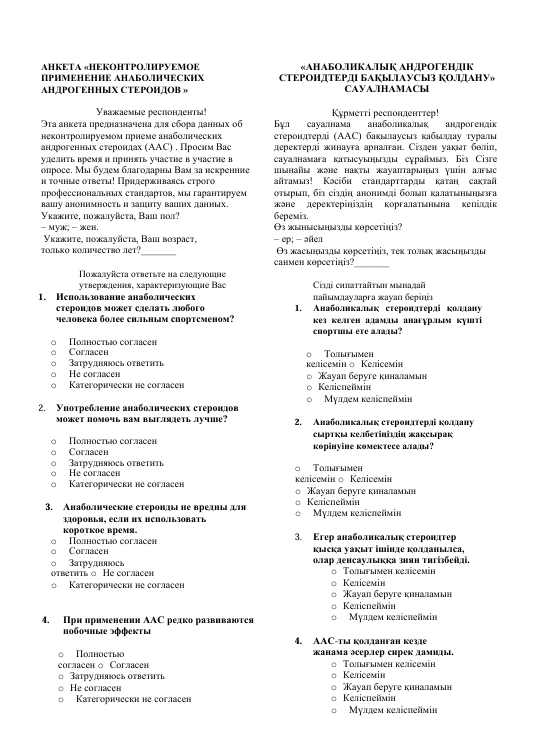 АНКЕТА «НЕКОНТРОЛИРУЕМОЕ
ПРИМЕНЕНИЕ АНАБОЛИЧЕСКИХ
АНДРОГЕННЫХ СТЕРОИДОВ »
Уважаемые респонденты!
Эта анкета предназначена для сбора данных об
неконтролируемом приеме анаболических
андрогенных стероидах (ААС) . Просим Вас
уделить время и принять участие в участие в
опросе. Мы будем благодарны Вам за искренние
и точные ответы! Придерживаясь строго
профессиональных стандартов, мы гарантируем
вашу анонимность и защиту ваших данных.
Укажите, пожалуйста, Ваш пол?
– муж; – жен.
Укажите, пожалуйста, Ваш возраст,
только количество лет?_______
Пожалуйста ответьте на следующие
утверждения, характеризующие Вас
1. Использование анаболических
стероидов может сделать любого
человека более сильным спортсменом?
o Полностью согласен
o Согласен
o Затрудняюсь ответить
o Не согласен
o Категорически не согласен
2. Употребление анаболических стероидов
может помочь вам выглядеть лучше?
o Полностью согласен
o Согласен
o Затрудняюсь ответить
o Не согласен
o Категорически не согласен
3. Анаболические стероиды не вредны для
здоровья, если их использовать
короткое время.
o Полностью согласен
o Согласен
o Затрудняюсь
ответить o Не согласен
o Категорически не согласен
4. При применении ААС редко развиваются
побочные эффекты
o Полностью
согласен o Согласен
o Затрудняюсь ответить
o Не согласен
o Категорически не согласен
«АНАБОЛИКАЛЫҚ АНДРОГЕНДІК
СТЕРОИДТЕРДІ БАҚЫЛАУСЫЗ ҚОЛДАНУ»
САУАЛНАМАСЫ
Құрметті респонденттер!
Бұл сауалнама анаболикалық андрогендік
стероидтерді (ААС) бақылаусыз қабылдау туралы
деректерді жинауға арналған. Сізден уақыт бөліп,
сауалнамаға қатысуыңызды сұраймыз. Біз Сізге
шынайы және нақты жауаптарыңыз үшін алғыс
айтамыз! Кәсіби стандарттарды қатаң сақтай
отырып, біз сіздің анонимді болып қалатыныңызға
және деректеріңіздің қорғалатынына кепілдік
береміз.
Өз жынысыңызды көрсетіңіз?
– ер; – әйел
Өз жасыңызды көрсетіңіз, тек толық жасыңызды
санмен көрсетіңіз?_______
Сізді сипаттайтын мынадай
пайымдауларға жауап беріңіз
1. Анаболикалық стероидтерді қолдану
кез келген адамды анағұрлым күшті
спортшы ете алады?
o Толығымен
келісемін o Келісемін
o Жауап беруге қиналамын
o Келіспеймін
o Мүлдем келіспеймін
2. Анаболикалық стероидтерді қолдану
сыртқы келбетіңіздің жақсырақ
көрінуіне көмектесе алады?
o Толығымен
келісемін o Келісемін
o Жауап беруге қиналамын
o Келіспеймін
o Мүлдем келіспеймін
3. Егер анаболикалық стероидтер
қысқа уақыт ішінде қолданылса,
олар денсаулыққа зиян тигізбейді.
o Толығымен келісемін
o Келісемін
o Жауап беруге қиналамын
o Келіспеймін
o Мүлдем келіспеймін
4. ААС-ты қолданған кезде
жанама әсерлер сирек дамиды.
o Толығымен келісемін
o Келісемін
o Жауап беруге қиналамын
o Келіспеймін
o Мүлдем келіспеймін